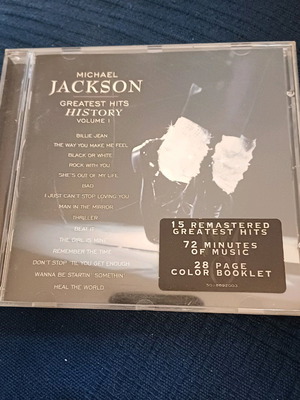 MICHAEL
JACKSON
GREATEST HITS
HISTORY
VOLUME I
BILLIE JEAN
THE WAY YOU MAKE ME FEEL
BLACK OR WHITE
ROCK WITH YOU
SHE'S OUT OF MY LIFE
BAD
I JUST CAN'T STOP LOVING YOU
MAN IN THE MIRROR
THRILLER
BEAT IT
THE GIRL IS MINE
REMEMBER THE TIME
DON'T STOP 'TIL YOU GET ENOUGH
WANNA BE STARTIN' SOMETHIN'
HEAL THE WORLD
15 REMASTERED
GREATEST HITS
72 MINUTES
OF MUSIC
28 PAGE
COLOR BOOKLET